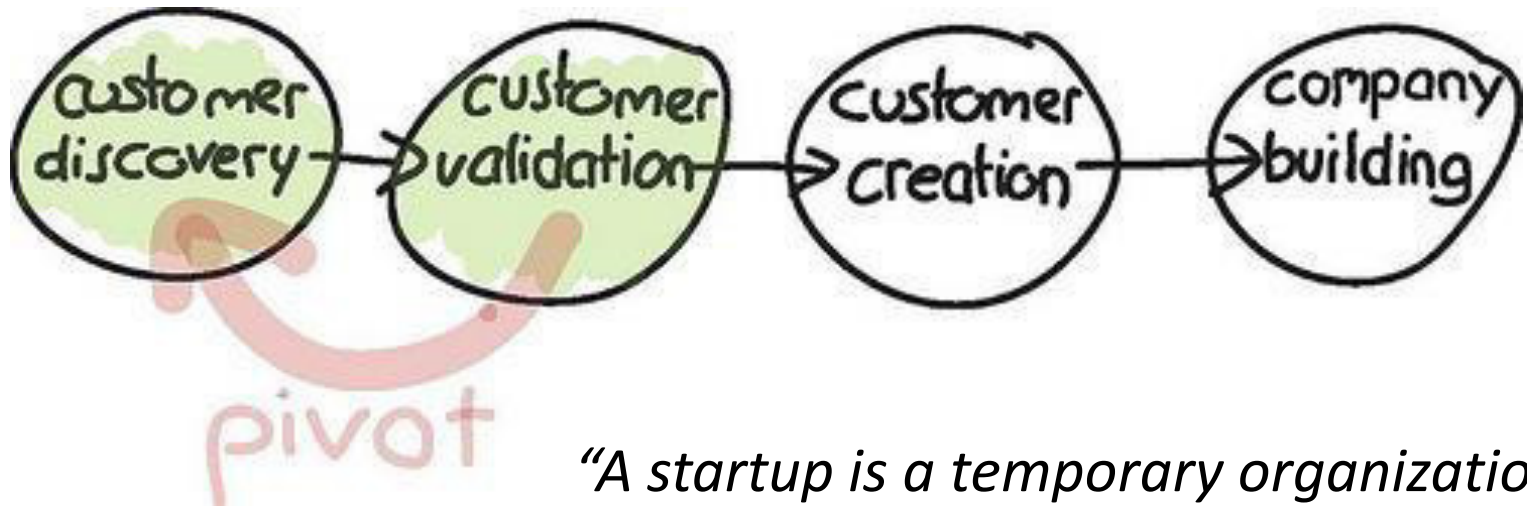 customer
discovery
customer
validation
customer
creation
company
building
pivot
“A startup is a temporary organizatio